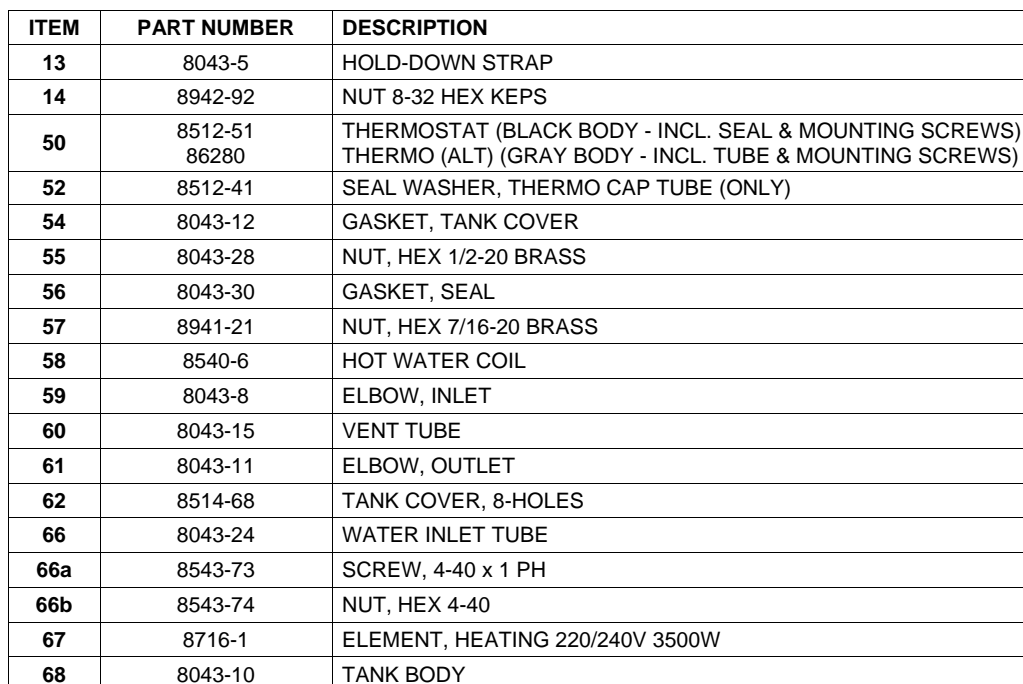 ITEM PART NUMBER DESCRIPTION
13 8043-5 HOLD-DOWN STRAP
14 8942-92 NUT 8-32 HEX KEPS
50 8512-51 THERMOSTAT (BLACK BODY - INCL. SEAL & MOUNTING SCREWS)
86280 THERMO (ALT) (GRAY BODY - INCL. TUBE & MOUNTING SCREWS)
52 8512-41 SEAL WASHER, THERMO CAP TUBE (ONLY)
54 8043-12 GASKET, TANK COVER
55 8043-28 NUT, HEX 1/2-20 BRASS
56 8043-30 GASKET, SEAL
57 8941-21 NUT, HEX 7/16-20 BRASS
58 8540-6 HOT WATER COIL
59 8043-8 ELBOW, INLET
60 8043-15 VENT TUBE
61 8043-11 ELBOW, OUTLET
62 8514-68 TANK COVER, 8-HOLES
66 8043-24 WATER INLET TUBE
66a 8543-73 SCREW, 4-40 x 1 PH
66b 8543-74 NUT, HEX 4-40
67 8716-1 ELEMENT, HEATING 220/240V 3500W
68 8043-10 TANK BODY